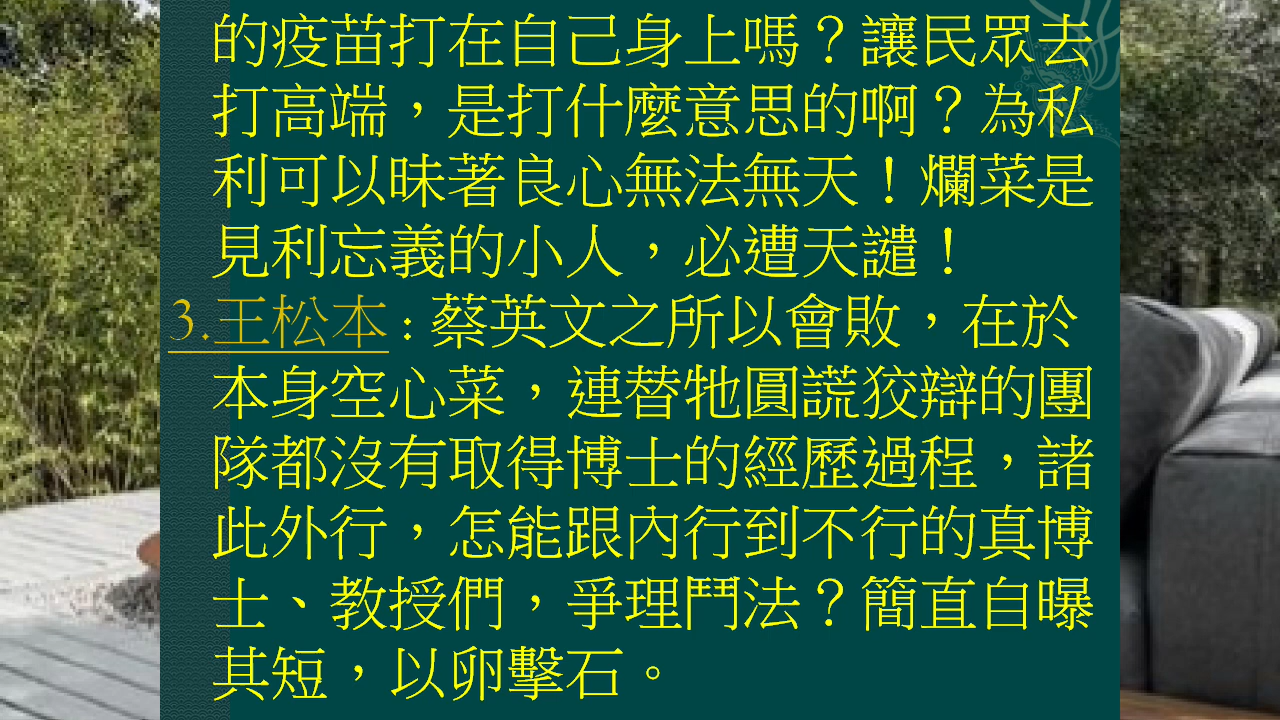 的疫苗打在自己身上嗎？讓民眾去
打高端，是打什麼意思的啊？為私
利可以昧著良心無法無天！爛菜是
見利忘義的小人，必遭天譴！
3.王松本：蔡英文之所以會敗，在於
本身空心菜，連替牠圓謊狡辯的團
隊都沒有取得博士的經歷過程，諸
此外行，怎能跟內行到不行的真博
士、教授們，爭理鬥法？簡直自曝
其短，以卵擊石。